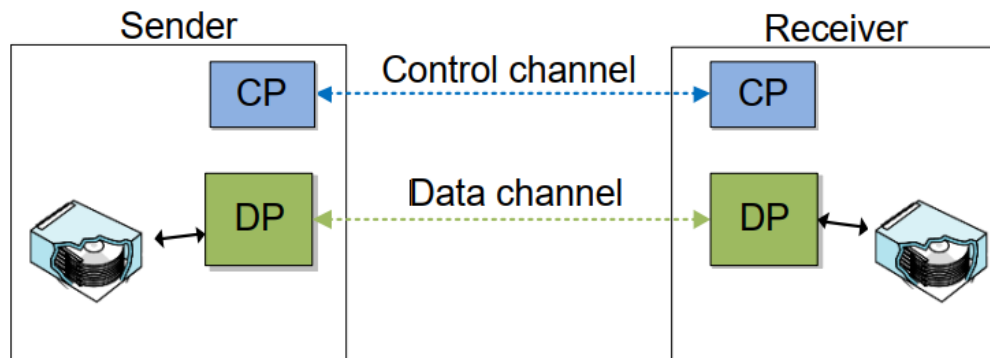 Sender
Receiver
Control channel
CP
CP
Data channel
DP
DP